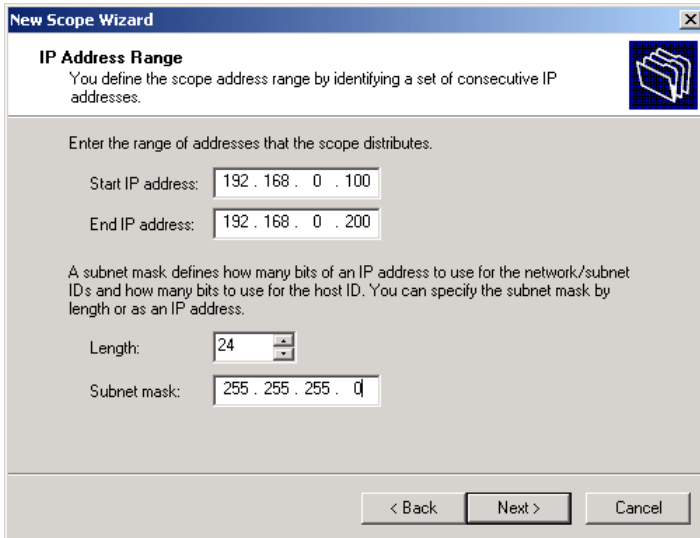 New Scope Wizard
IP Address Range
You define the scope address range by identifying a set of consecutive IP
addresses.
Enter the range of addresses that the scope distributes.
Start IP address: 192 . 168 . 0 . 100
End IP address: 192 . 168 . 0 . 200
A subnet mask defines how many bits of an IP address to use for the network/subnet
IDs and how many bits to use for the host ID. You can specify the subnet mask by
length or as an IP address.
Length: 24
Subnet mask: 255 . 255 . 255 . 0
< Back Next > Cancel